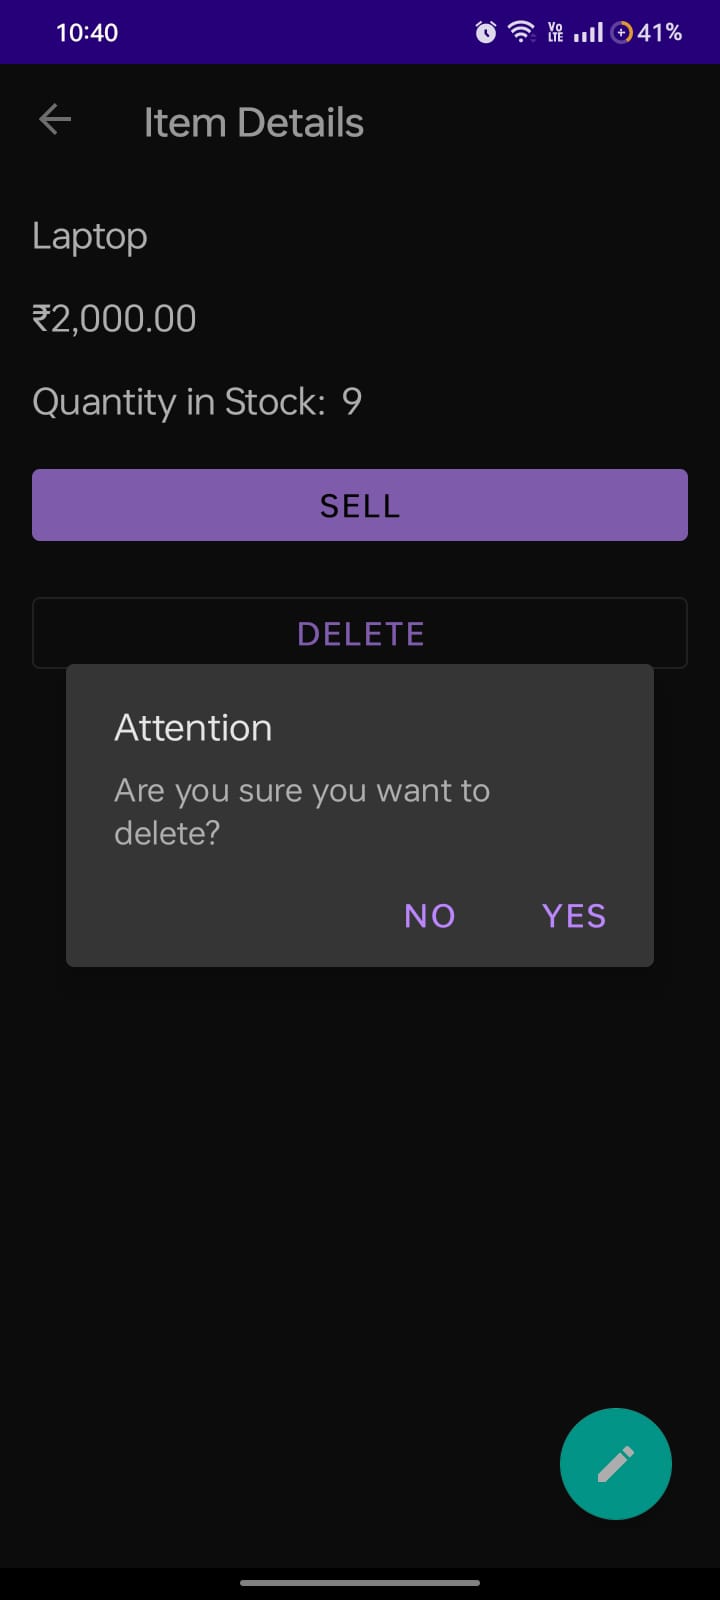 10:40 Vo LTE 41%
Item Details
Laptop
₹2,000.00
Quantity in Stock: 9
SELL
DELETE
Attention
Are you sure you want to
delete?
NO YES